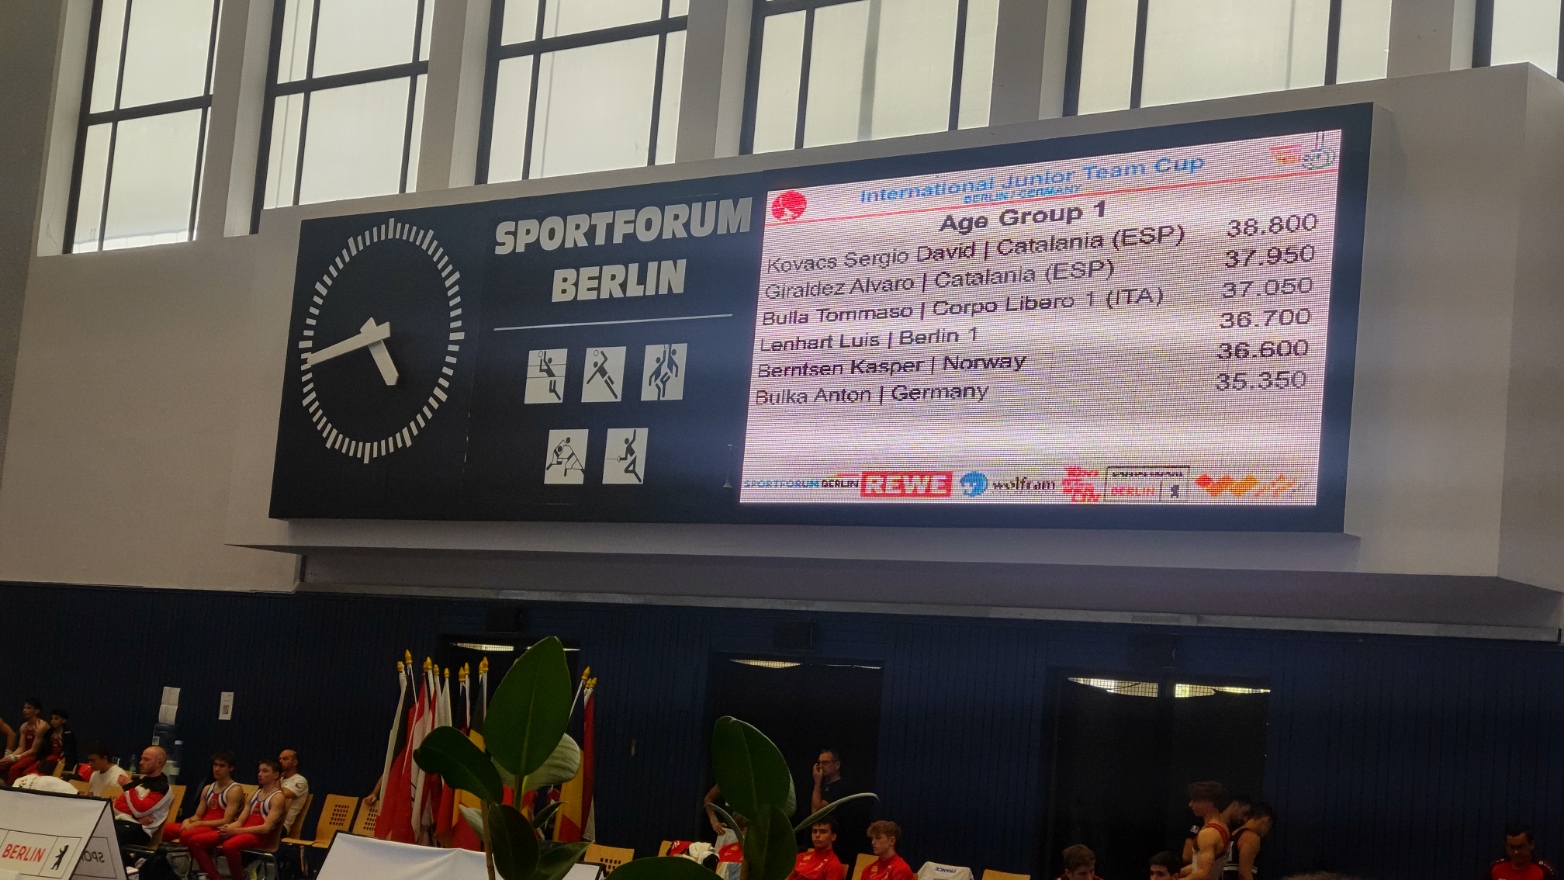 SPORTFORUM
BERLIN
International Junior Team Cup
BERLIN / GERMANY
Age Group 1
Kovacs Sergio David | Catalania (ESP) 38.800
Giraldez Alvaro | Catalania (ESP) 37.950
Bulla Tommaso | Corpo Libero 1 (ITA) 37.050
Lenhart Luis | Berlin 1 36.700
Berntsen Kasper | Norway 36.600
Bulka Anton | Germany 35.350
SPORTFORUM BERLIN REWE wolfram BERLIN
BERLIN
FRANCE